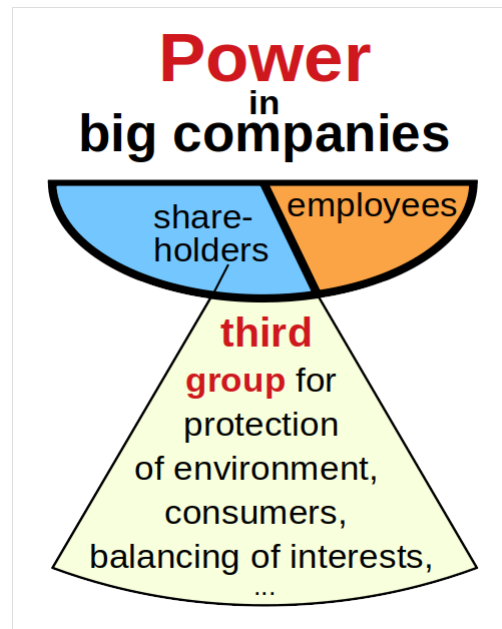 Power
in
big companies
share-
holders
employees
third
group for
protection
of environment,
consumers,
balancing of interests,
...